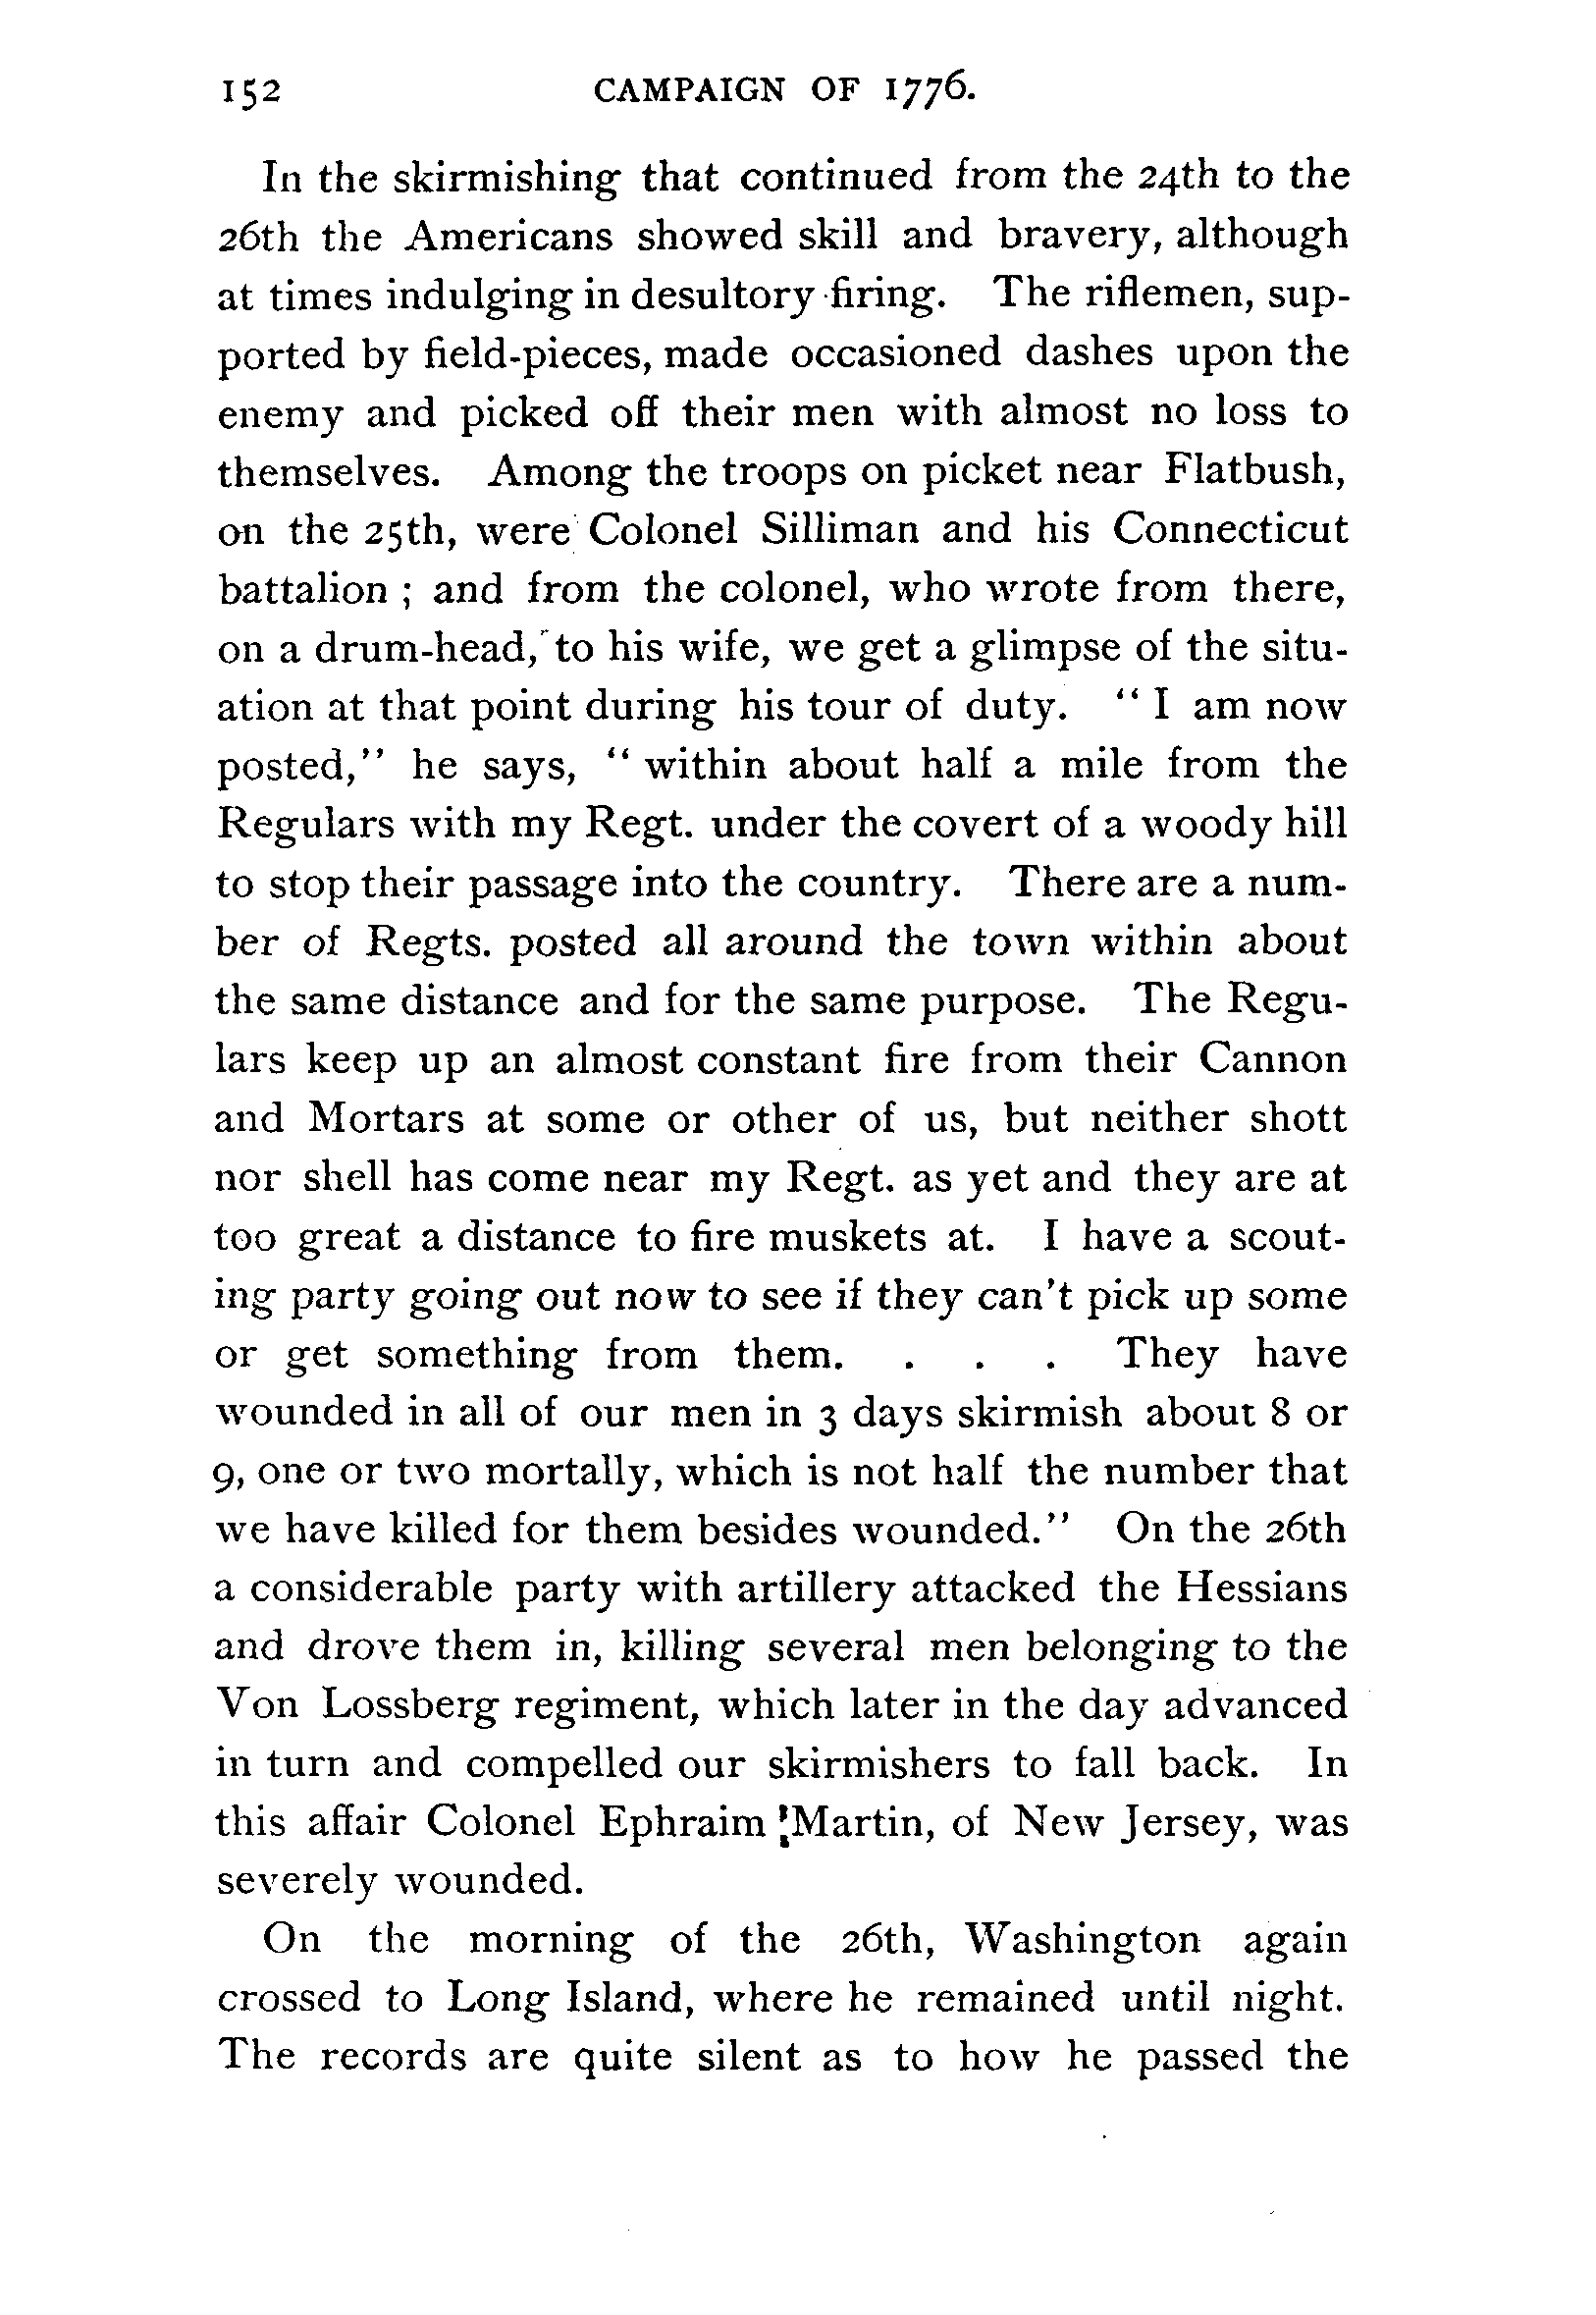 152 CAMPAIGN OF 1776.
In the skirmishing that continued from the 24th to the
26th the Americans showed skill and bravery, although
at times indulging in desultory firing. The riflemen, sup-
ported by field-pieces, made occasioned dashes upon the
enemy and picked off their men with almost no loss to
themselves. Among the troops on picket near Flatbush,
on the 25th, were Colonel Silliman and his Connecticut
battalion ; and from the colonel, who wrote from there,
on a drum-head, to his wife, we get a glimpse of the situ-
ation at that point during his tour of duty. “ I am now
posted,” he says, “ within about half a mile from the
Regulars with my Regt. under the covert of a woody hill
to stop their passage into the country. There are a num-
ber of Regts. posted all around the town within about
the same distance and for the same purpose. The Regu-
lars keep up an almost constant fire from their Cannon
and Mortars at some or other of us, but neither shott
nor shell has come near my Regt. as yet and they are at
too great a distance to fire muskets at. I have a scout-
ing party going out now to see if they can't pick up some
or get something from them. . . . They have
wounded in all of our men in 3 days skirmish about 8 or
9, one or two mortally, which is not half the number that
we have killed for them besides wounded.” On the 26th
a considerable party with artillery attacked the Hessians
and drove them in, killing several men belonging to the
Von Lossberg regiment, which later in the day advanced
in turn and compelled our skirmishers to fall back. In
this affair Colonel Ephraim Martin, of New Jersey, was
severely wounded.
On the morning of the 26th, Washington again
crossed to Long Island, where he remained until night.
The records are quite silent as to how he passed the